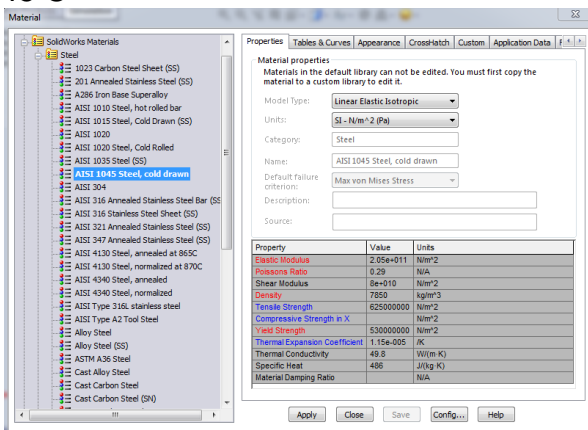 Material
SolidWorks Materials
Steel
1023 Carbon Steel Sheet (SS)
201 Annealed Stainless Steel (SS)
A286 Iron Base Superalloy
AISI 1010 Steel, hot rolled bar
AISI 1015 Steel, Cold Drawn (SS)
AISI 1020
AISI 1020 Steel, Cold Rolled
AISI 1035 Steel (SS)
AISI 1045 Steel, cold drawn
AISI 304
AISI 316 Annealed Stainless Steel Bar (SS
AISI 316 Stainless Steel Sheet (SS)
AISI 321 Annealed Stainless Steel (SS)
AISI 347 Annealed Stainless Steel (SS)
AISI 4130 Steel, annealed at 865C
AISI 4130 Steel, normalized at 870C
AISI 4340 Steel, annealed
AISI 4340 Steel, normalized
AISI Type 316L stainless steel
AISI Type A2 Tool Steel
Alloy Steel
Alloy Steel (SS)
ASTM A36 Steel
Cast Alloy Steel
Cast Carbon Steel
Cast Carbon Steel (SN)
Properties Tables & Curves Appearance CrossHatch Custom Application Data
Material properties
Materials in the default library can not be edited. You must first copy the
material to a custom library to edit it.
Model Type: Linear Elastic Isotropic
Units: SI - N/m^2 (Pa)
Category: Steel
Name: AISI 1045 Steel, cold drawn
Default failure
criterion: Max von Mises Stress
Description:
Source:
Property Value Units
Elastic Modulus 2.05e+011 N/m^2
Poissons Ratio 0.29 N/A
Shear Modulus 8e+010 N/m^2
Density 7850 kg/m^3
Tensile Strength 625000000 N/m^2
Compressive Strength in X N/m^2
Yield Strength 530000000 N/m^2
Thermal Expansion Coefficient 1.15e-005 /K
Thermal Conductivity 49.8 W/(m·K)
Specific Heat 486 J/(kg·K)
Material Damping Ratio N/A
Apply Close Save Config... Help